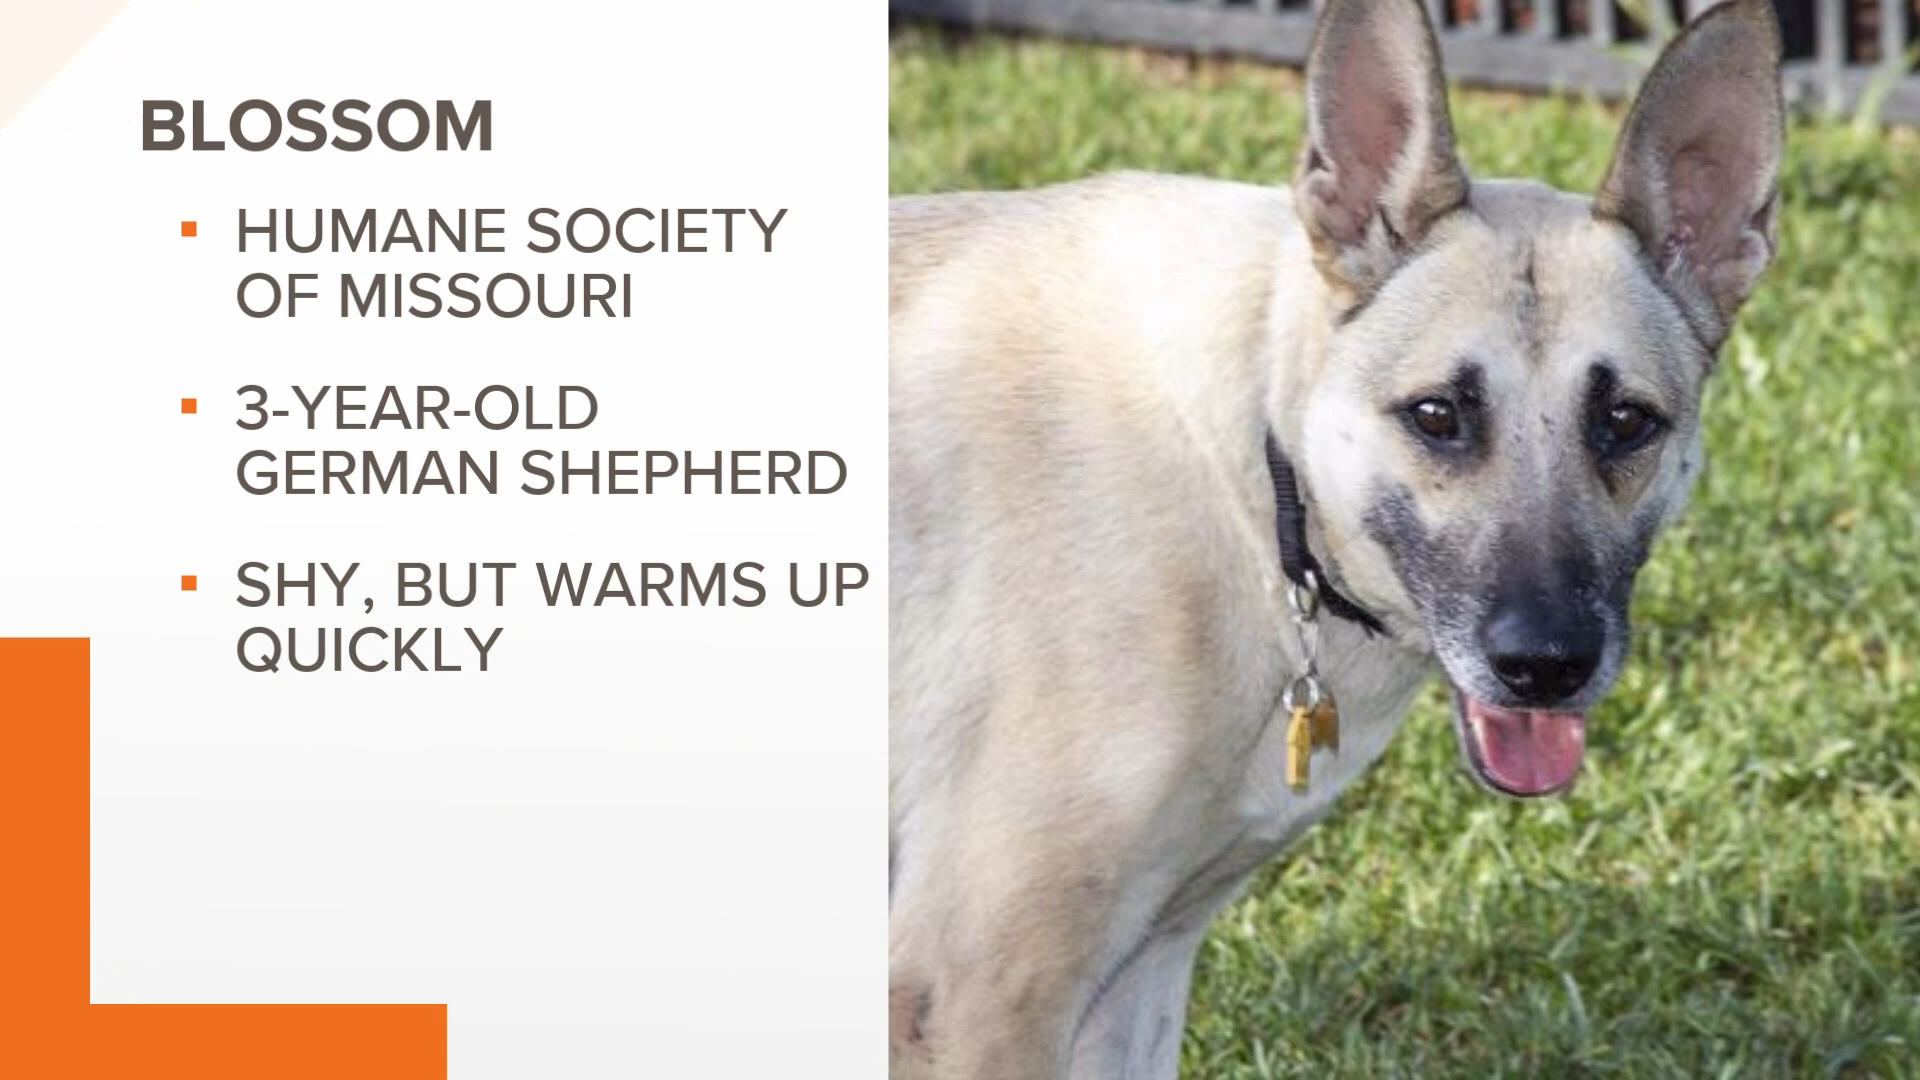 BLOSSOM
HUMANE SOCIETY
OF MISSOURI
3-YEAR-OLD
GERMAN SHEPHERD
SHY, BUT WARMS UP
QUICKLY